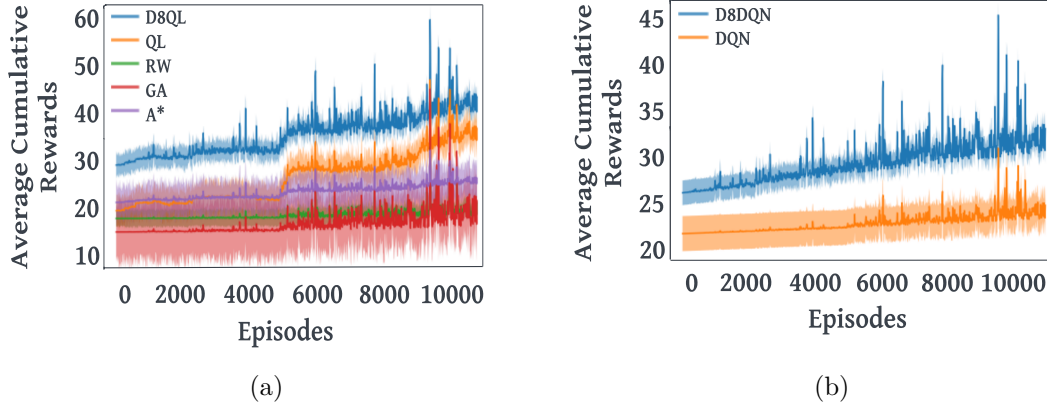 Average Cumulative
Rewards
60
50
40
30
20
10
D8QL
QL
RW
GA
A*
0 2000 4000 6000 8000 10000
Episodes
(a)
Average Cumulative
Rewards
45
40
35
30
25
20
D8DQN
DQN
0 2000 4000 6000 8000 10000
Episodes
(b)